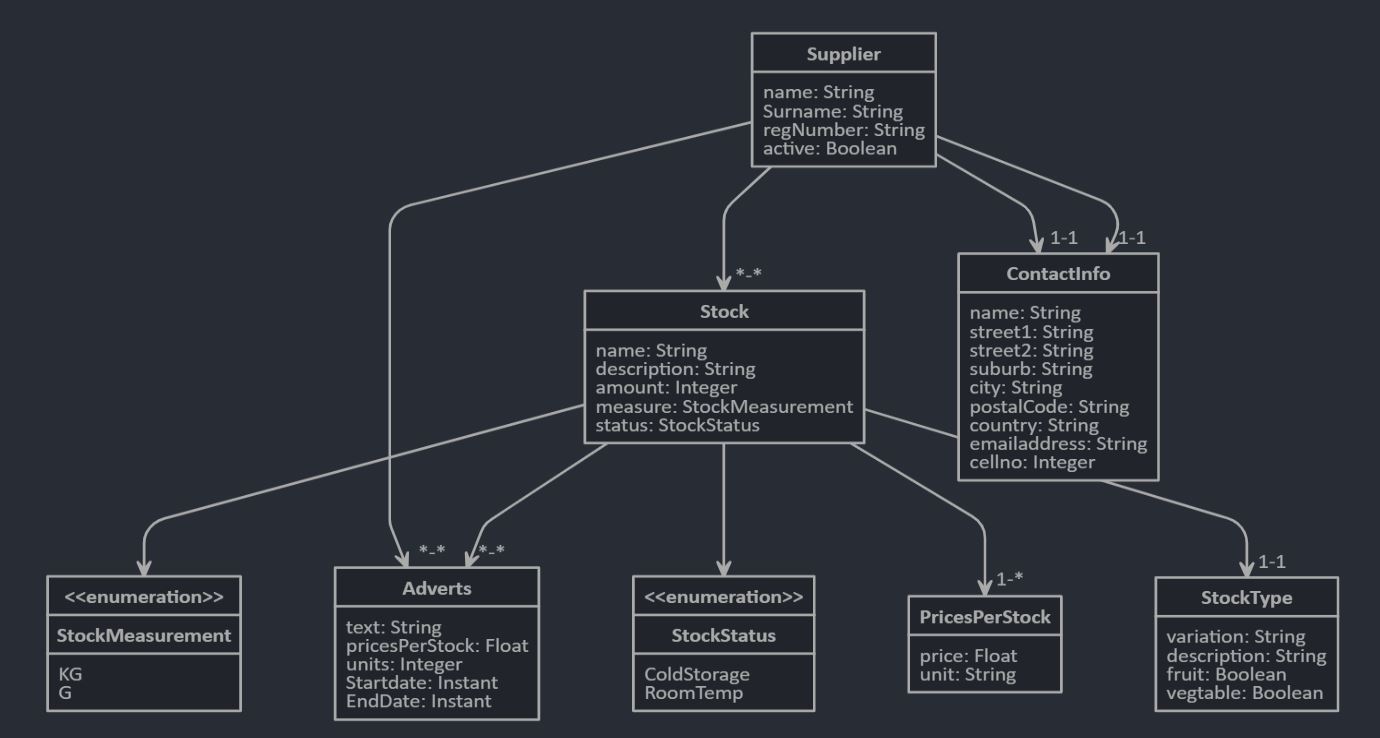 Supplier
name: String
Surname: String
regNumber: String
active: Boolean
1-1
1-1
*-*
ContactInfo
name: String
street1: String
street2: String
suburb: String
city: String
postalCode: String
country: String
emailaddress: String
cellno: Integer
Stock
name: String
description: String
amount: Integer
measure: StockMeasurement
status: StockStatus
*-*
*-*
1-*
1-1
<<enumeration>>
StockMeasurement
KG
G
Adverts
text: String
pricesPerStock: Float
units: Integer
Startdate: Instant
EndDate: Instant
<<enumeration>>
StockStatus
ColdStorage
RoomTemp
PricesPerStock
price: Float
unit: String
StockType
variation: String
description: String
fruit: Boolean
vegtable: Boolean